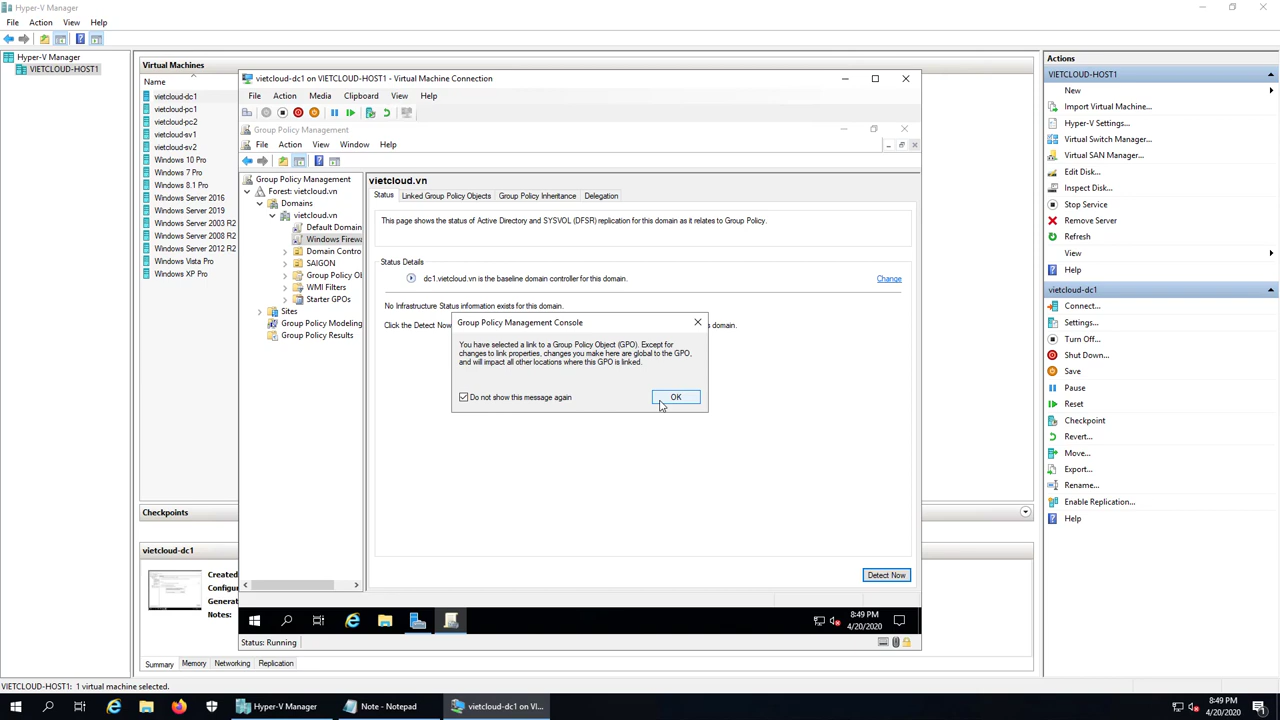 Hyper-V Manager
File Action View Help
Hyper-V Manager
VIETCLOUD-HOST1
Virtual Machines
Name
vietcloud-dc1
vietcloud-pc1
vietcloud-pc2
vietcloud-sv1
vietcloud-sv2
Windows 10 Pro
Windows 7 Pro
Windows 8.1 Pro
Windows Server 2016
Windows Server 2019
Windows Server 2003 R2
Windows Server 2008 R2
Windows Server 2012 R2
Windows Vista Pro
Windows XP Pro
Checkpoints
vietcloud-dc1
Created
Configu
Generat
Notes:
Summary Memory Networking Replication
vietcloud-dc1 on VIETCLOUD-HOST1 - Virtual Machine Connection
File Action Media Clipboard View Help
Group Policy Management
File Action View Window Help
Group Policy Management
Forest: vietcloud.vn
Domains
vietcloud.vn
Default Domain
Windows Firewa
Domain Contro
SAIGON
Group Policy Ob
WMI Filters
Starter GPOs
Sites
Group Policy Modeling
Group Policy Results
vietcloud.vn
Status Linked Group Policy Objects Group Policy Inheritance Delegation
This page shows the status of Active Directory and SYSVOL (DFSR) replication for this domain as it relates to Group Policy.
Status Details
dc1.vietcloud.vn is the baseline domain controller for this domain.
Change
No Infrastructure Status information exists for this domain.
Click the Detect Now
domain.
Group Policy Management Console
You have selected a link to a Group Policy Object (GPO). Except for
changes to link properties, changes you make here are global to the GPO,
and will impact all other locations where this GPO is linked.
Do not show this message again
OK
Detect Now
8:49 PM
4/20/2020
Status: Running
Actions
VIETCLOUD-HOST1
New
Import Virtual Machine...
Hyper-V Settings...
Virtual Switch Manager...
Virtual SAN Manager...
Edit Disk...
Inspect Disk...
Stop Service
Remove Server
Refresh
View
Help
vietcloud-dc1
Connect...
Settings...
Turn Off...
Shut Down...
Save
Pause
Reset
Checkpoint
Revert...
Move...
Export...
Rename...
Enable Replication...
Help
VIETCLOUD-HOST1: 1 virtual machine selected.
Hyper-V Manager
Note - Notepad
vietcloud-dc1 on VI...
8:49 PM
4/20/2020